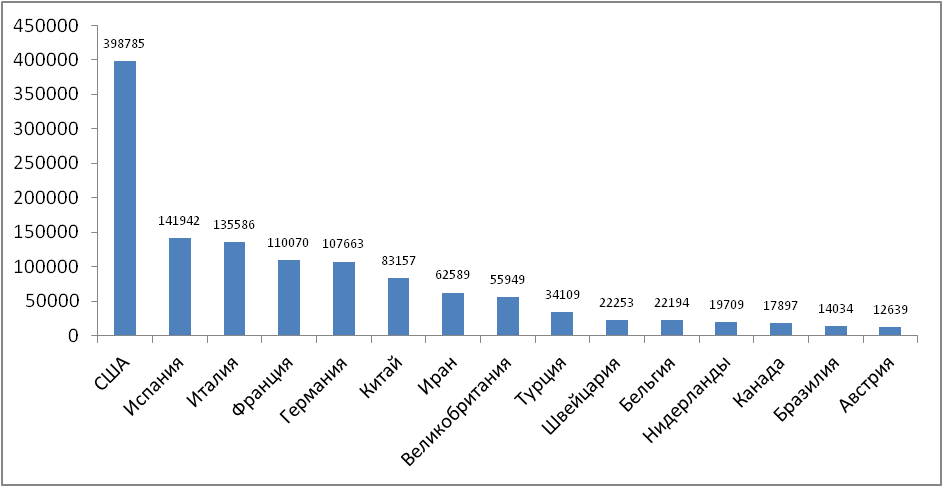 450000
400000
350000
300000
250000
200000
150000
100000
50000
0
398785
141942
135586
110070
107663
83157
62589
55949
34109
22253
22194
19709
17897
14034
12639
США
Испания
Италия
Франция
Германия
Китай
Иран
Великобритания
Турция
Швейцария
Бельгия
Нидерланды
Канада
Бразилия
Австрия